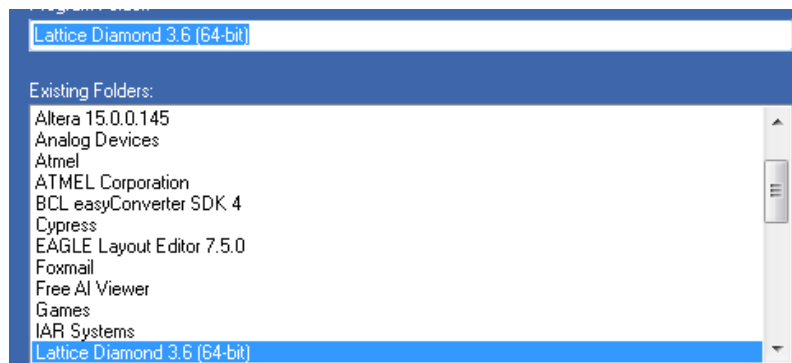 Program Folder:
Lattice Diamond 3.6 (64-bit)
Existing Folders:
Altera 15.0.0.145
Analog Devices
Atmel
ATMEL Corporation
BCL easyConverter SDK 4
Cypress
EAGLE Layout Editor 7.5.0
Foxmail
Free AI Viewer
Games
IAR Systems
Lattice Diamond 3.6 (64-bit)